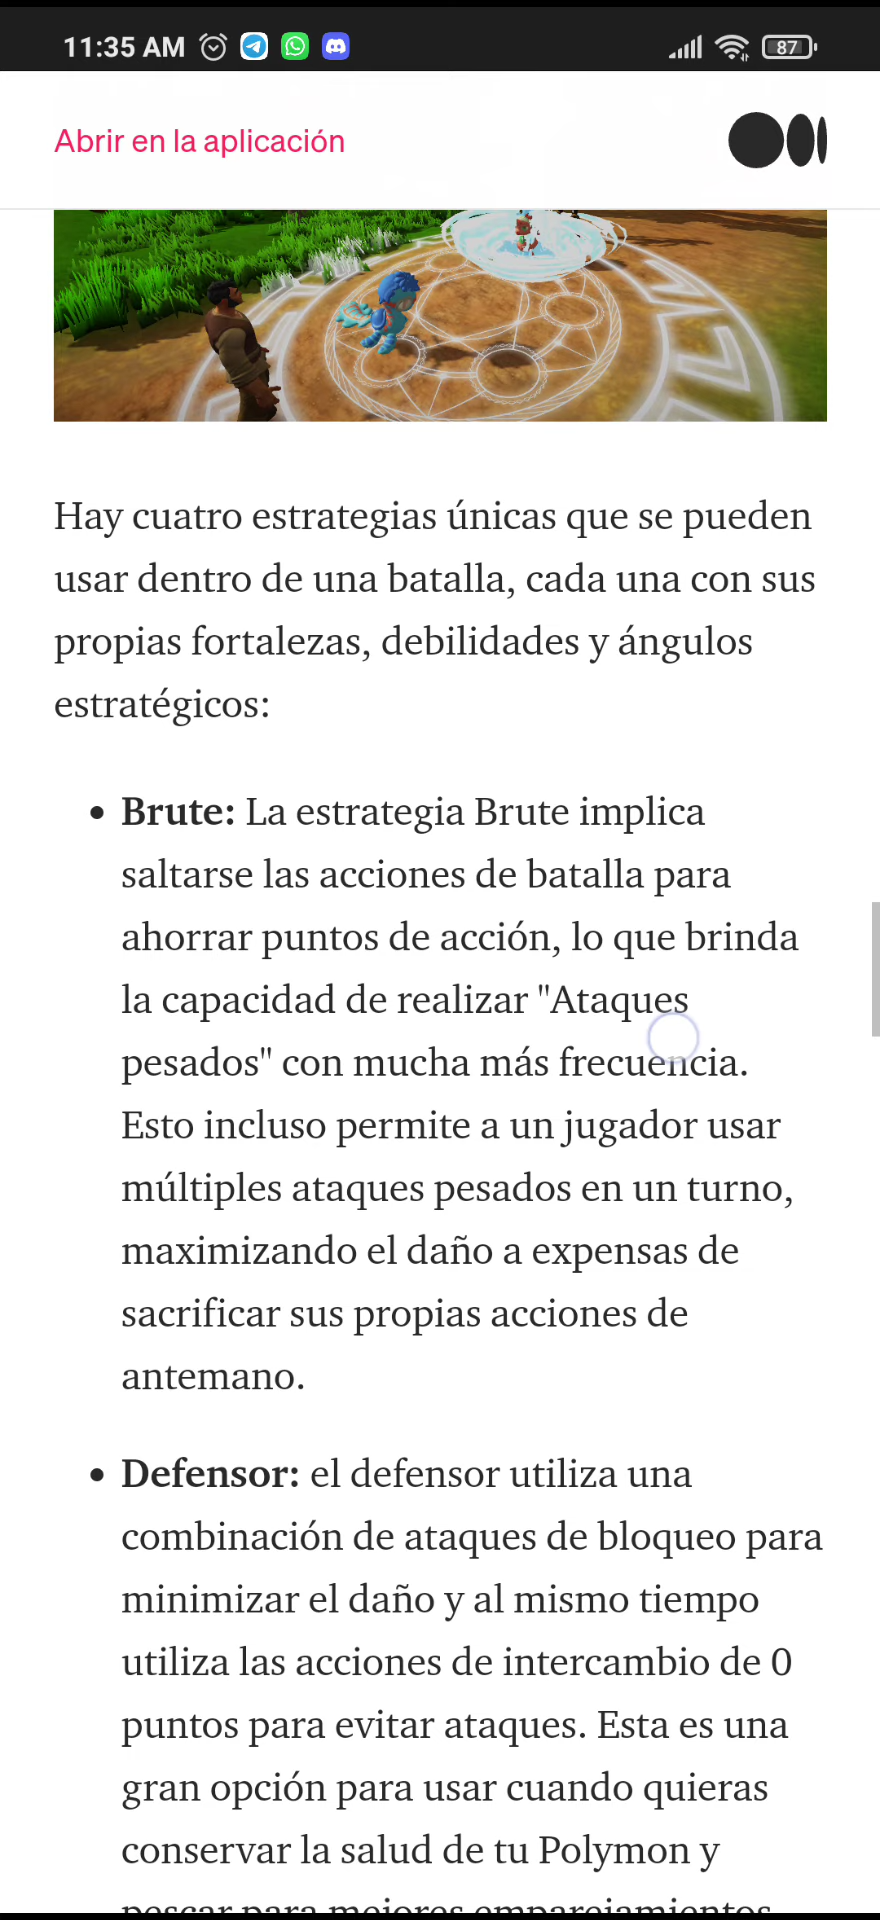 11:35 AM
87
Abrir en la aplicación
Hay cuatro estrategias únicas que se pueden
usar dentro de una batalla, cada una con sus
propias fortalezas, debilidades y ángulos
estratégicos:
• Brute: La estrategia Brute implica
saltarse las acciones de batalla para
ahorrar puntos de acción, lo que brinda
la capacidad de realizar "Ataques
pesados" con mucha más frecuencia.
Esto incluso permite a un jugador usar
múltiples ataques pesados en un turno,
maximizando el daño a expensas de
sacrificar sus propias acciones de
antemano.
• Defensor: el defensor utiliza una
combinación de ataques de bloqueo para
minimizar el daño y al mismo tiempo
utiliza las acciones de intercambio de 0
puntos para evitar ataques. Esta es una
gran opción para usar cuando quieras
conservar la salud de tu Polymon y
pescar para mejores emparejamientos